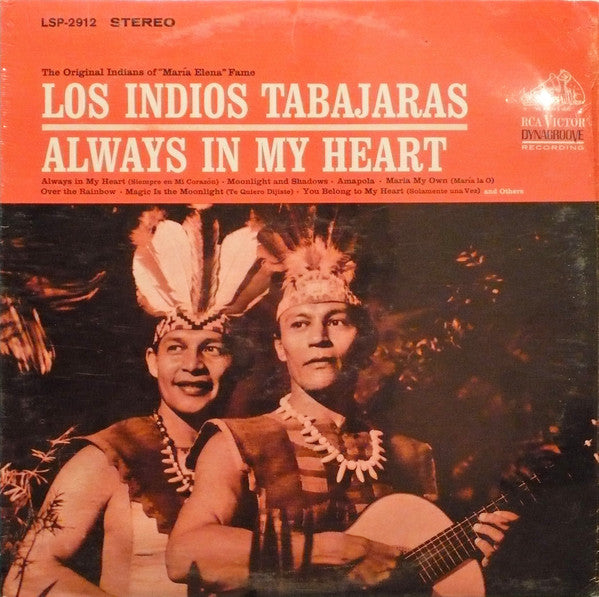 LSP-2912 STEREO
The Original Indians of "María Elena" Fame
LOS INDIOS TABAJARAS
ALWAYS IN MY HEART
Always in My Heart (Siempre en Mi Corazón) • Moonlight and Shadows • Amapola • Maria My Own (María la O)
Over the Rainbow • Magic Is the Moonlight (Te Quiero Dijiste) • You Belong to My Heart (Solamente una Vez) and Others
RCA VICTOR
DYNAGROOVE
RECORDING